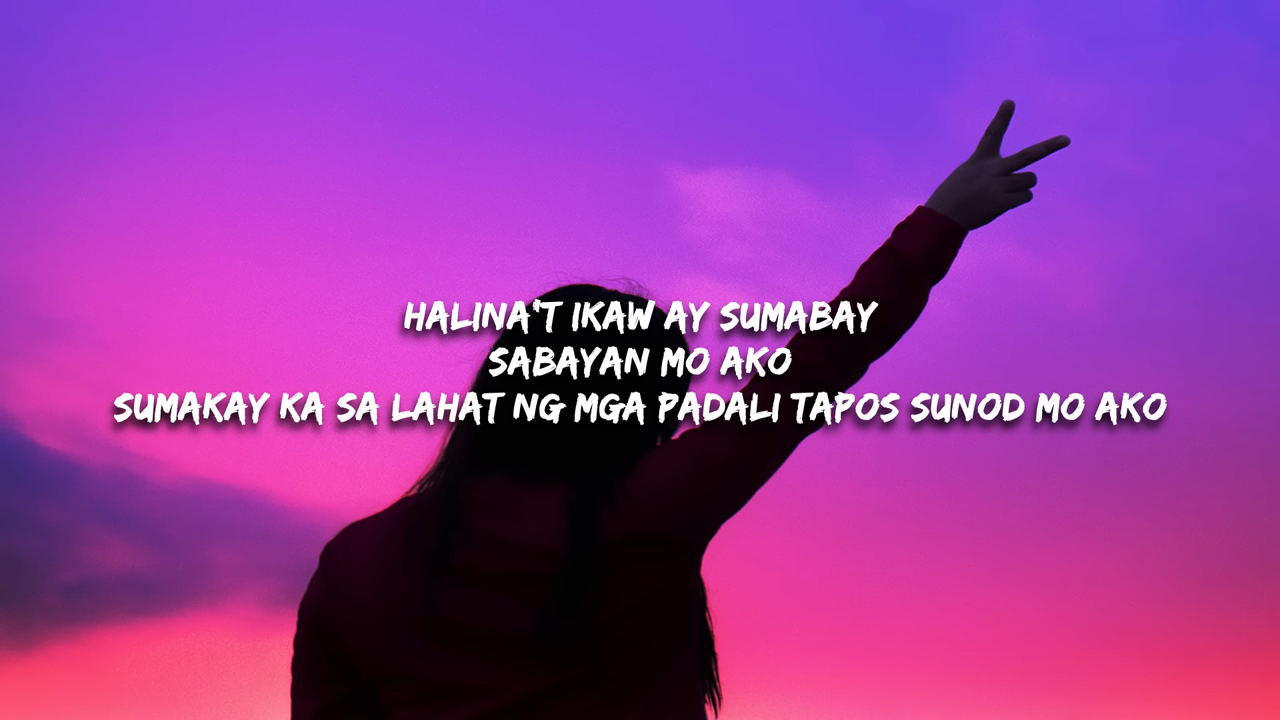 HALINA'T IKAW AY SUMABAY
SABAYAN MO AKO
SUMAKAY KA SA LAHAT NG MGA PADALI TAPOS SUNOD MO AKO